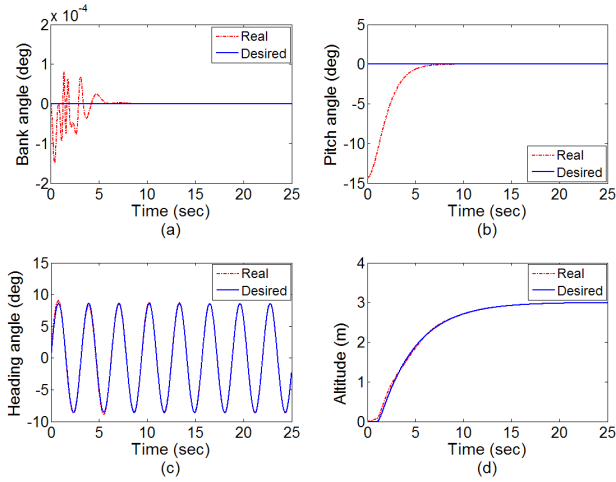 x 10^-4
2
1
0
-1
-2
0 5 10 15 20 25
Bank angle (deg)
Time (sec)
(a)
Real
Desired
5
0
-5
-10
-15
0 5 10 15 20 25
Pitch angle (deg)
Time (sec)
(b)
Real
Desired
15
10
5
0
-5
-10
0 5 10 15 20 25
Heading angle (deg)
Time (sec)
(c)
Real
Desired
4
3
2
1
0
0 5 10 15 20 25
Altitude (m)
Time (sec)
(d)
Real
Desired